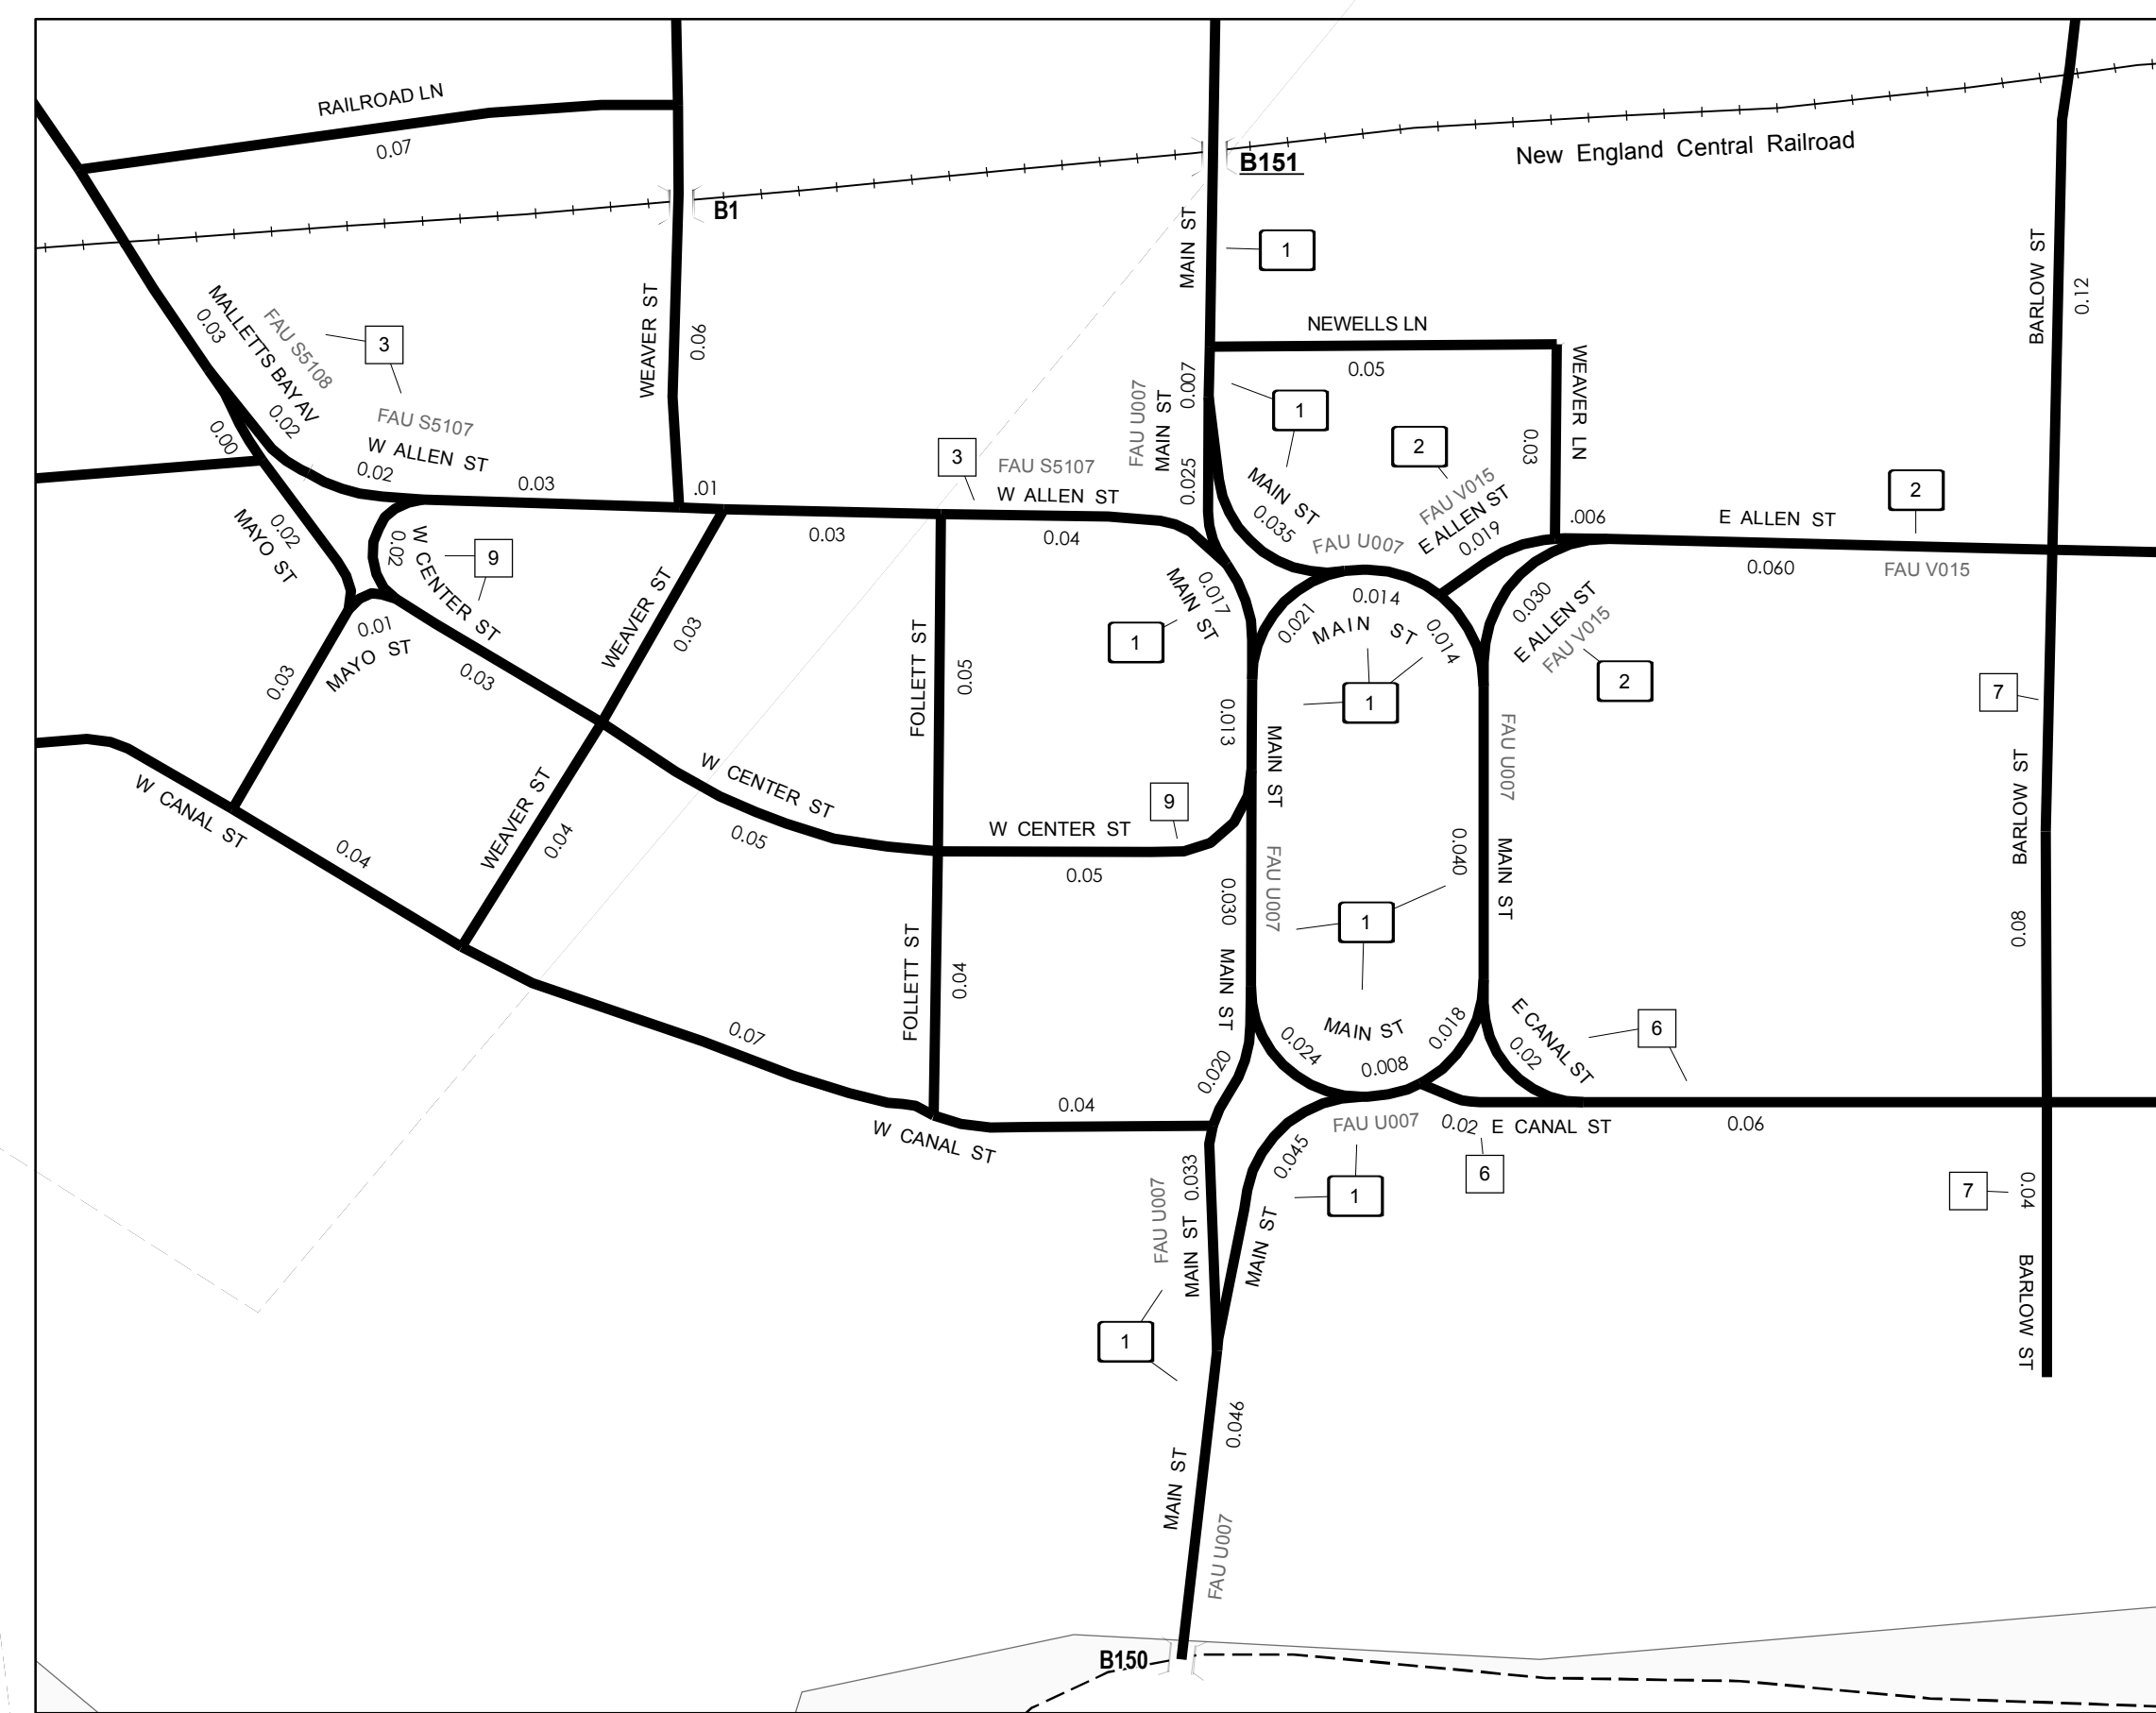 RAILROAD LN
0.07
New England Central Railroad
B151
B1
MAIN ST
1
BARLOW ST
0.12
WEAVER ST
0.06
MALLETTS BAY AV
0.03
FAU S5108
3
0.02
0.00
FAU S5107
W ALLEN ST
0.02
0.03
.01
NEWELLS LN
0.05
WEAVER LN
0.03
FAU U007
MAIN ST
0.007
0.025
1
2
MAIN ST
0.035
FAU U007
FAU V015
E ALLEN ST
0.019
.006
3
FAU S5107
W ALLEN ST
0.03
0.04
2
E ALLEN ST
0.060
FAU V015
MAYO ST
0.02
W CENTER ST
0.02
9
0.01
MAYO ST
0.03
0.03
WEAVER ST
0.03
FOLLETT ST
0.05
1
MAIN ST
0.017
0.021
0.014
MAIN ST
0.014
1
0.030
E ALLEN ST
FAU V015
2
7
0.013
MAIN ST
FAU U007
W CANAL ST
0.04
WEAVER ST
0.04
W CENTER ST
0.05
9
W CENTER ST
0.05
FAU U007
0.030
MAIN ST
1
0.040
MAIN ST
BARLOW ST
0.08
FOLLETT ST
0.04
0.07
W CANAL ST
0.04
0.020
0.024
MAIN ST
0.008
0.018
E CANAL ST
0.02
6
FAU U007
0.02
E CANAL ST
0.06
6
FAU U007
MAIN ST
0.033
0.045
MAIN ST
1
7
0.04
BARLOW ST
1
0.046
MAIN ST
FAU U007
B150